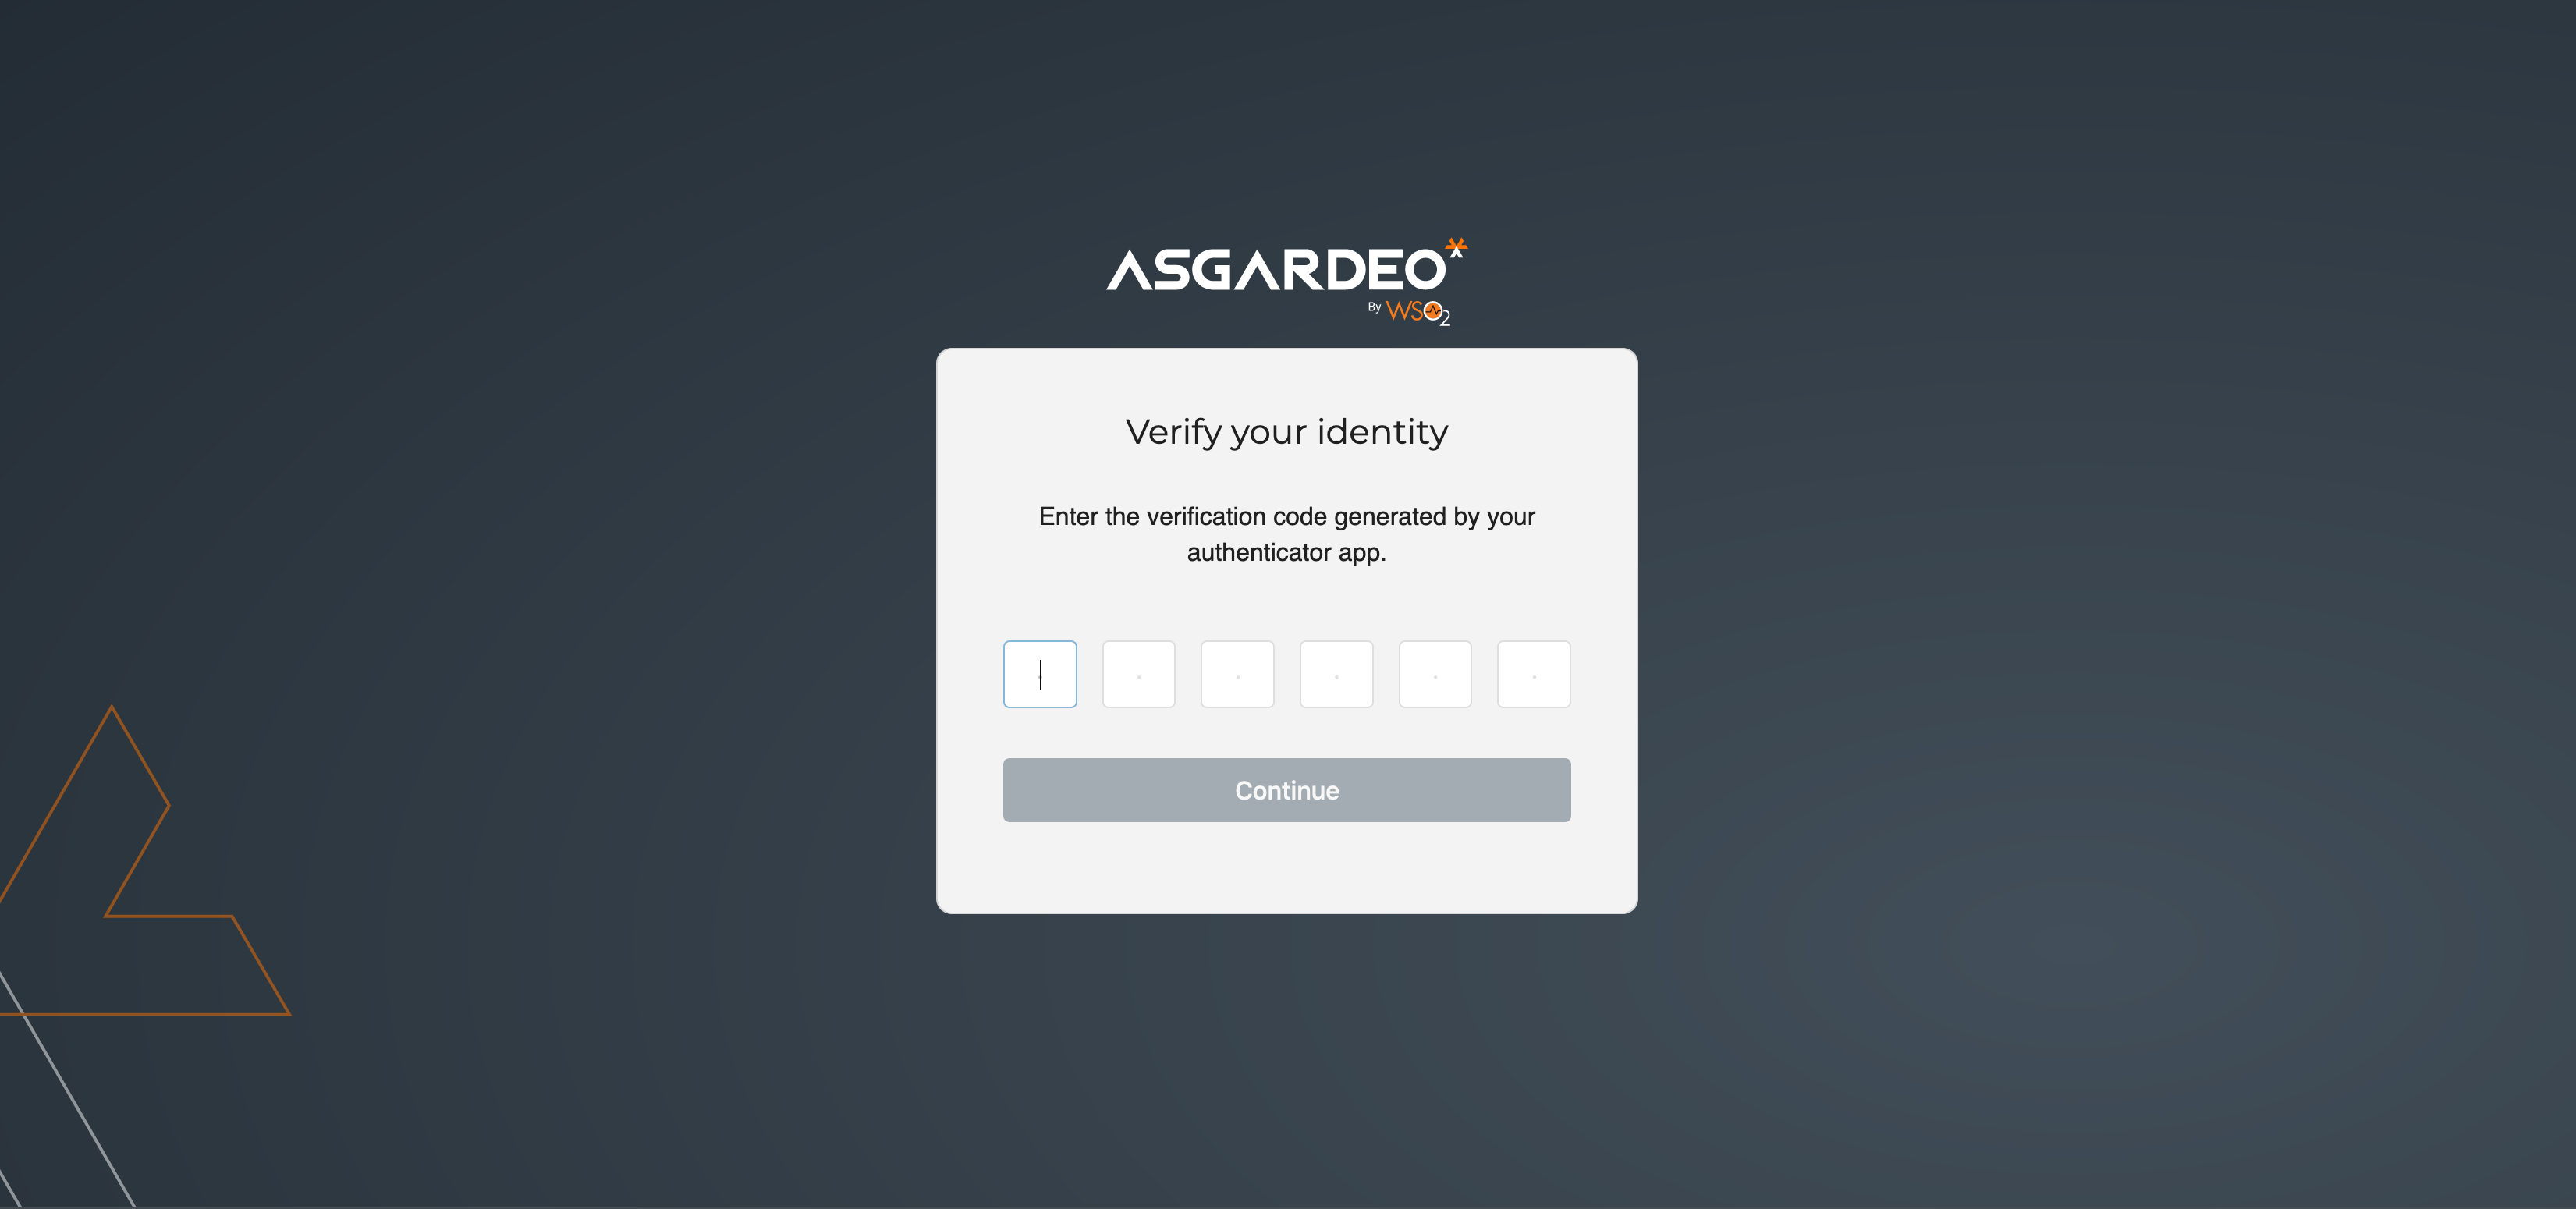 ASGARDEO
By WSO2
Verify your identity
Enter the verification code generated by your
authenticator app.
Continue